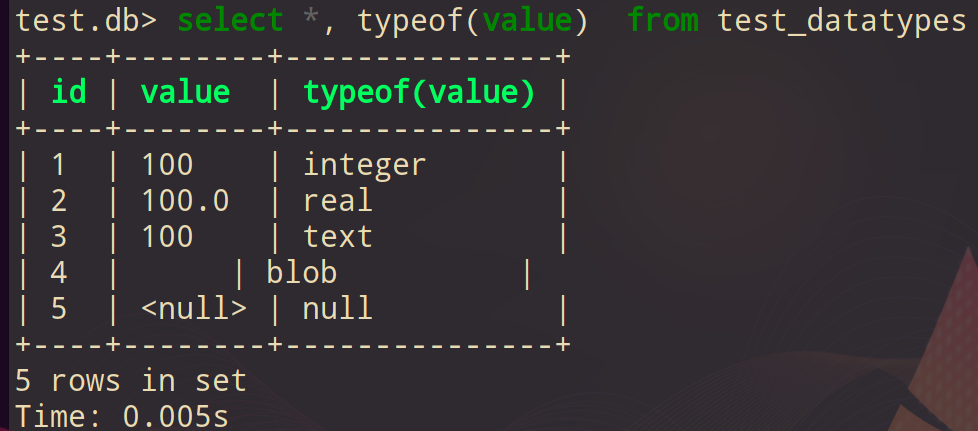 test.db> select *, typeof(value)  from test_datatypes
+----+--------+---------------+
| id | value  | typeof(value) |
+----+--------+---------------+
| 1  | 100    | integer       |
| 2  | 100.0  | real          |
| 3  | 100    | text          |
| 4  |      | blob          |
| 5  | <null> | null          |
+----+--------+---------------+
5 rows in set
Time: 0.005s